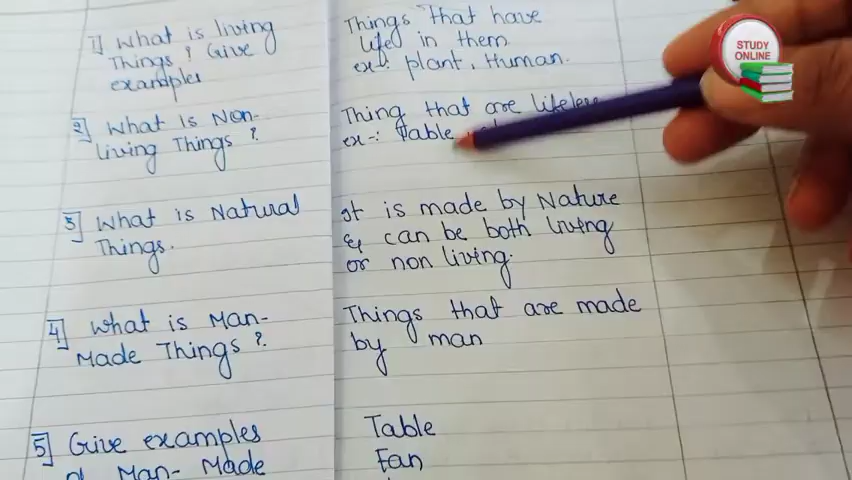 1] What is living
Things? Give
examples
Things that have
life in them
ex-: plant, Human.
2] What is Non-
living Things?
Thing that are lifeless
ex-: Table
3] What is Natural
Things.
It is made by Nature
& can be both living
or non living.
4] What is Man-
Made Things?
Things that are made
by man
5] Give examples
of Man-Made
Table
Fan
STUDY
ONLINE